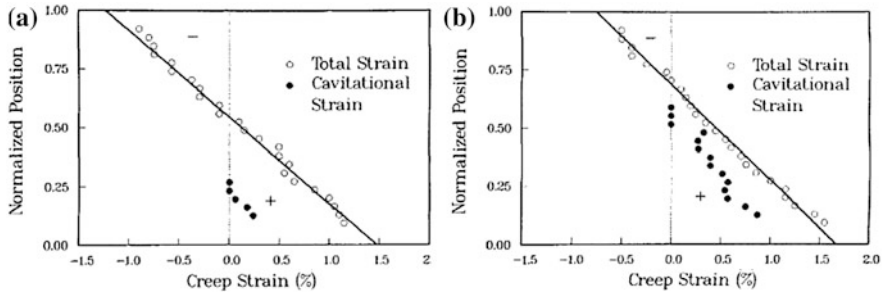 (a)
1.00
0.75
0.50
0.25
0.00
Normalized Position
−
+
Total Strain
Cavitational
Strain
−1.5 −1.0 −0.5 0.0 0.5 1.0 1.5
Creep Strain (%)
(b)
1.00
0.75
0.50
0.25
0.00
Normalized Position
−
+
Total Strain
Cavitational
Strain
−1.5 −1.0 −0.5 0.0 0.5 1.0 1.5 2.0
Creep Strain (%)